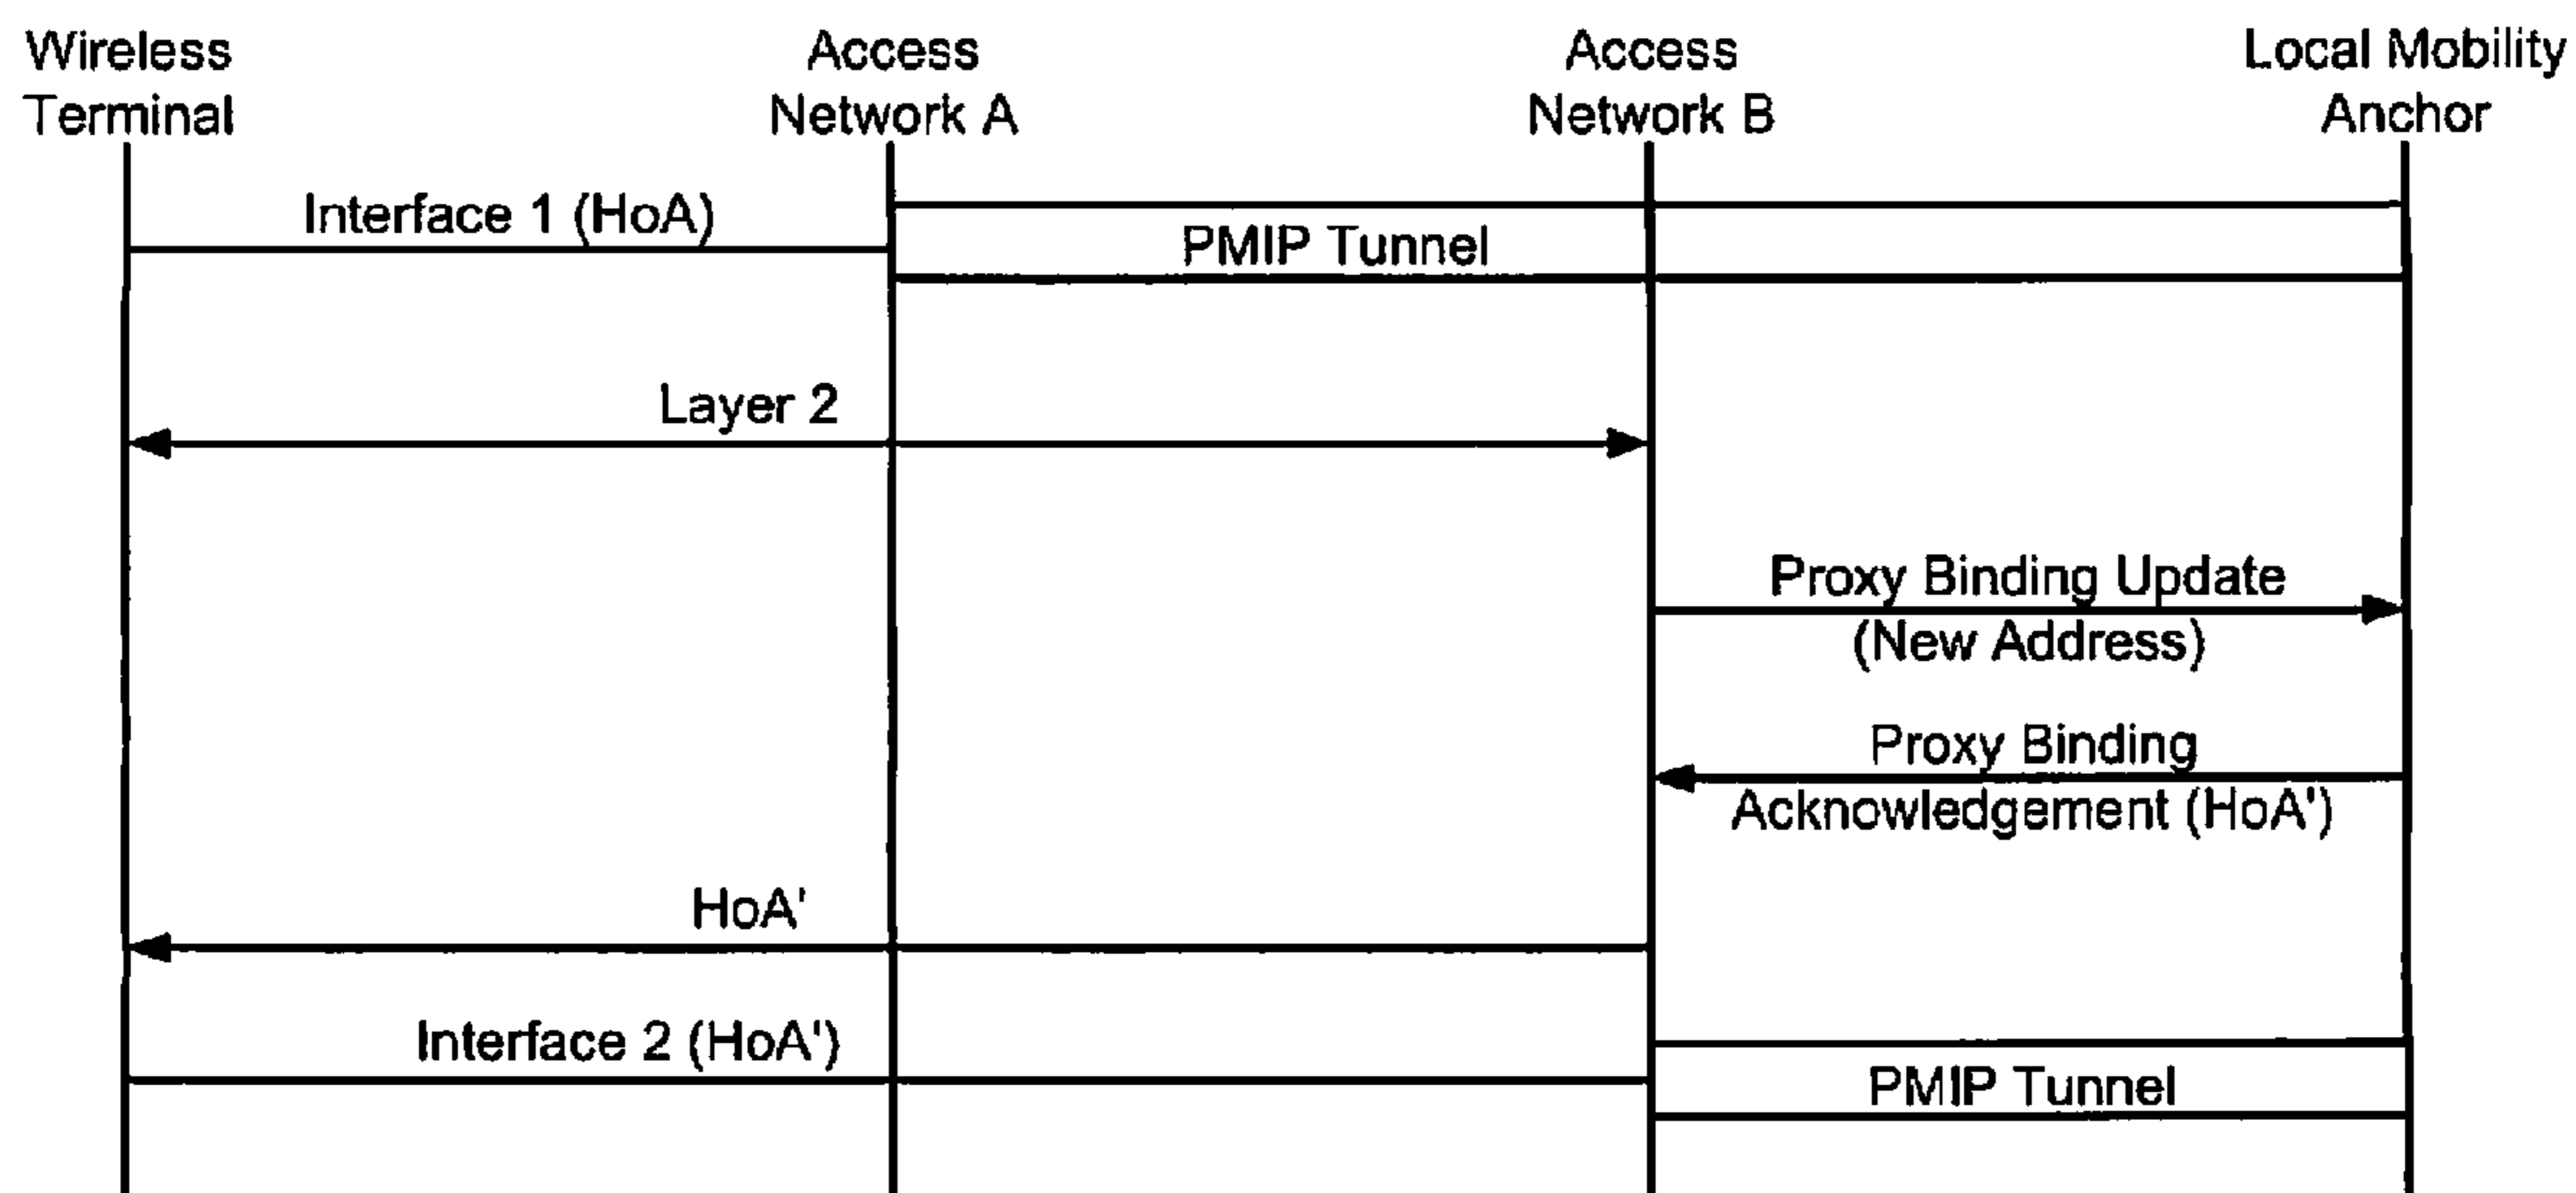 Wireless
Terminal
Access
Network A
Access
Network B
Local Mobility
Anchor
Interface 1 (HoA)
PMIP Tunnel
Layer 2
Proxy Binding Update
(New Address)
Proxy Binding
Acknowledgement (HoA')
HoA'
Interface 2 (HoA')
PMIP Tunnel